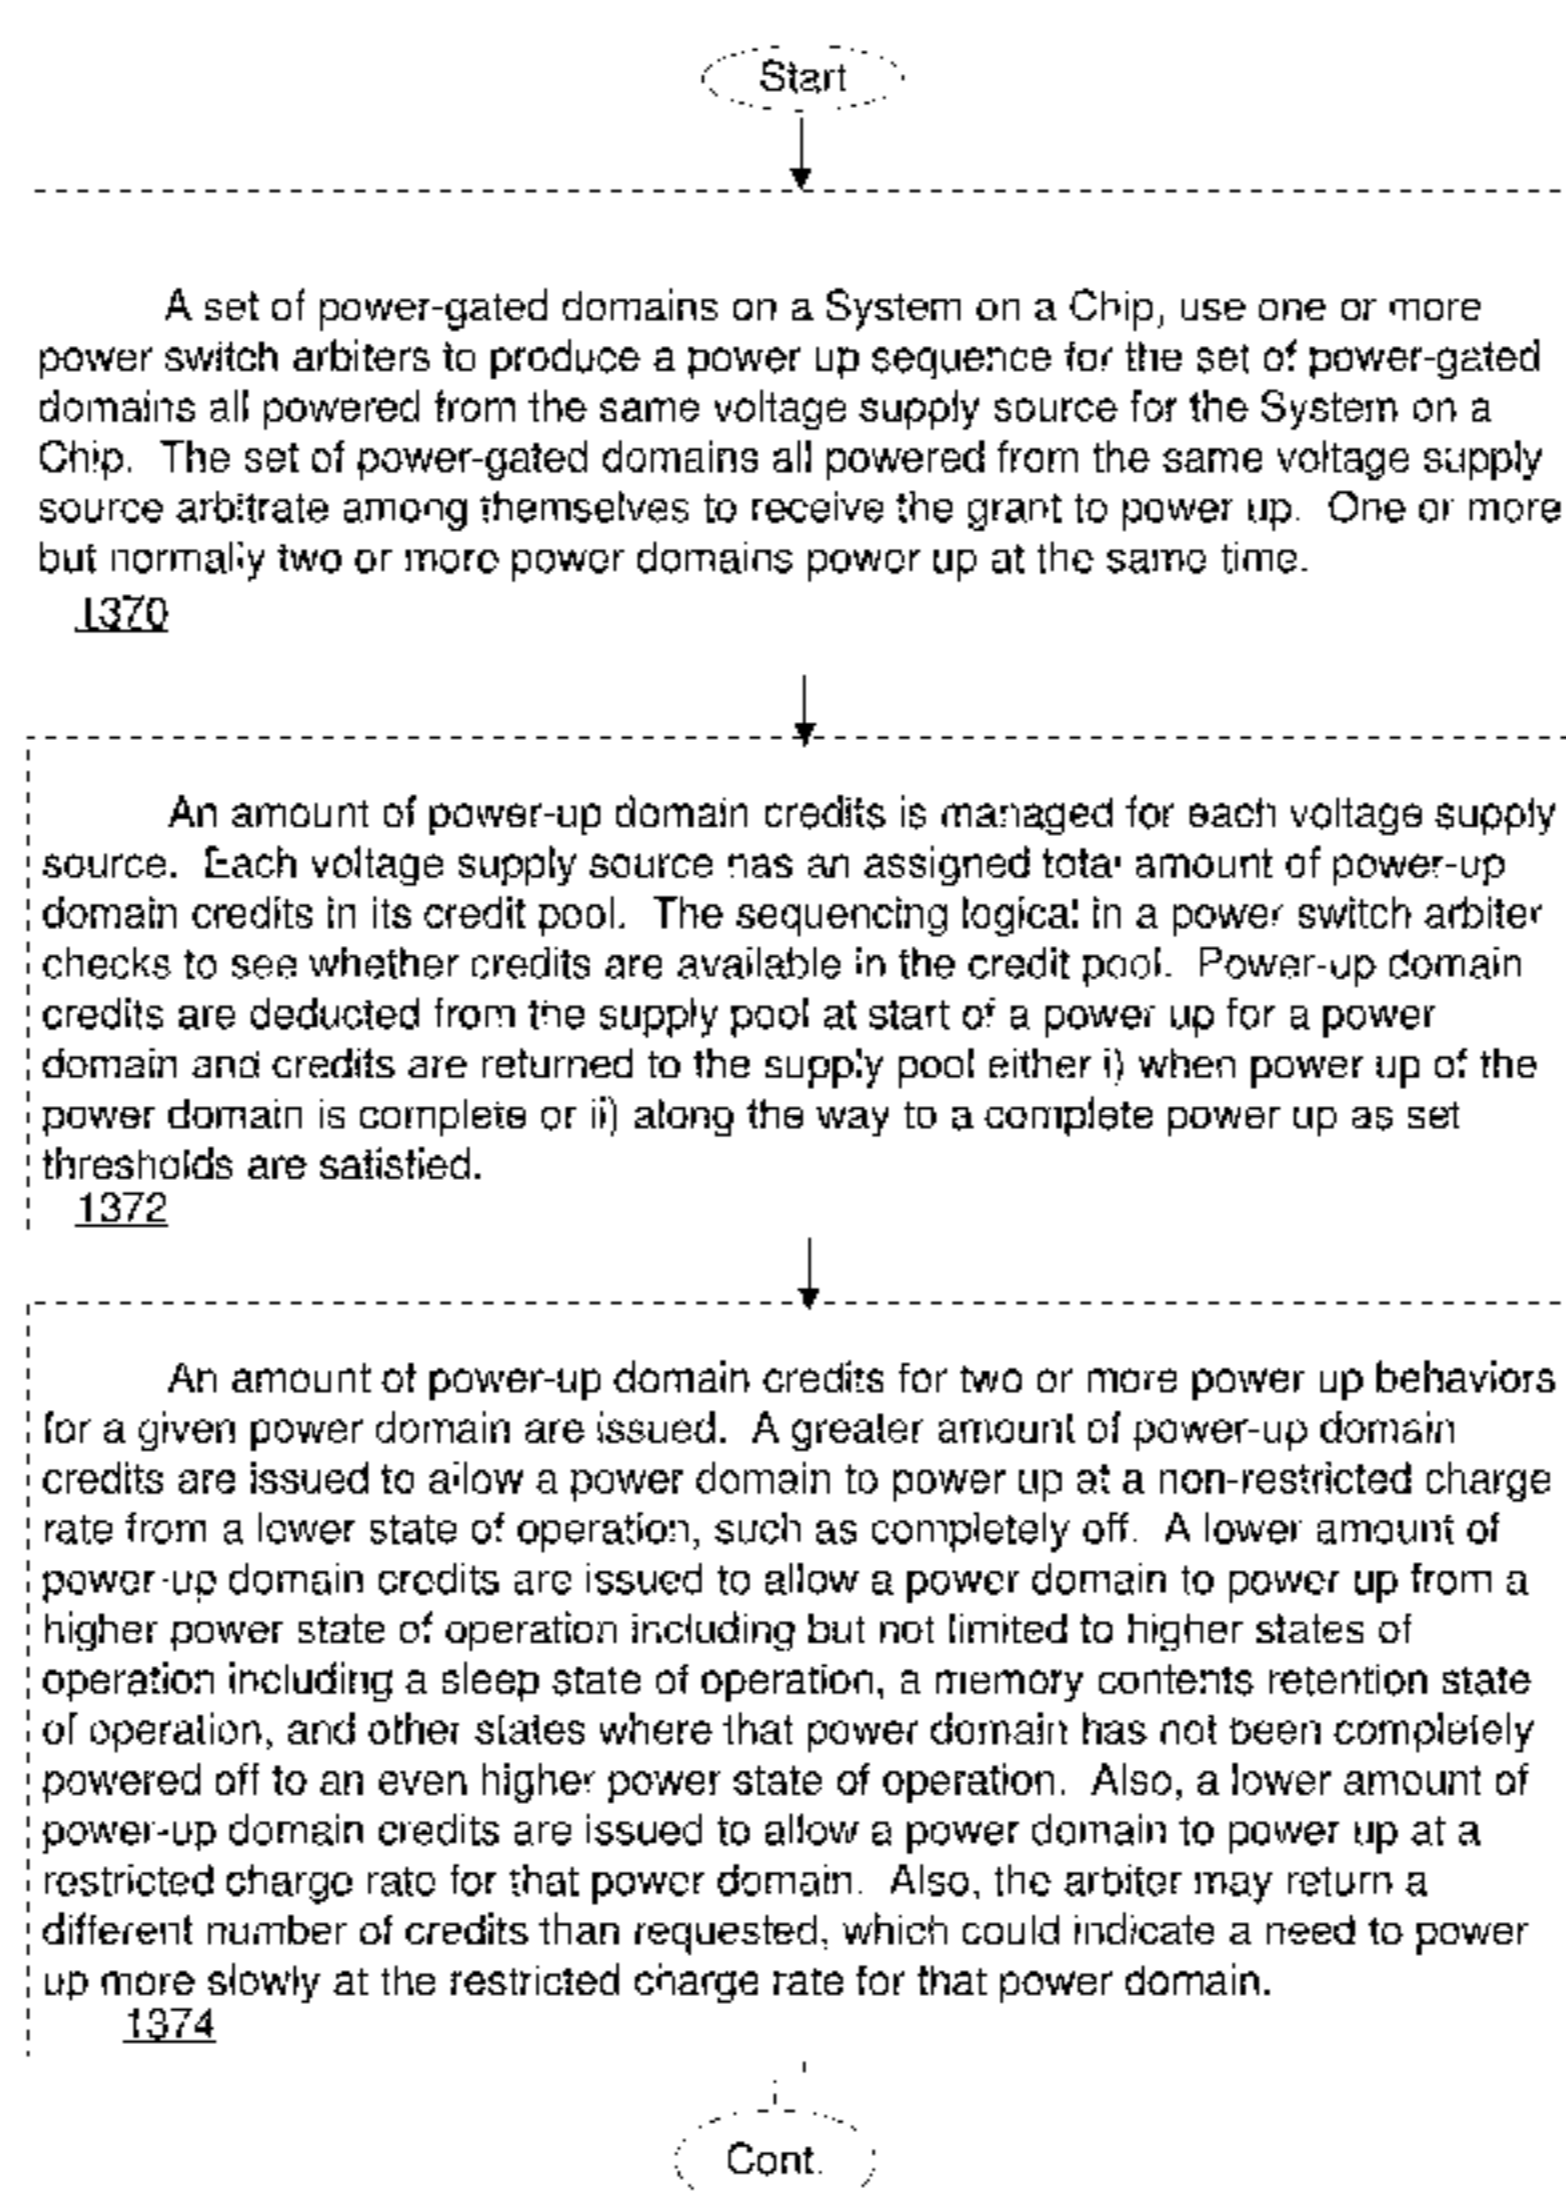 Start
A set of power-gated domains on a System on a Chip, use one or more
power switch arbiters to produce a power up sequence for the set of power-gated
domains all powered from the same voltage supply source for the System on a
Chip. The set of power-gated domains all powered from the same voltage supply
source arbitrate among themselves to receive the grant to power up. One or more
but normally two or more power domains power up at the same time.
1370
An amount of power-up domain credits is managed for each voltage supply
source. Each voltage supply source has an assigned total amount of power-up
domain credits in its credit pool. The sequencing logical in a power switch arbiter
checks to see whether credits are available in the credit pool. Power-up domain
credits are deducted from the supply pool at start of a power up for a power
domain and credits are returned to the supply pool either i) when power up of the
power domain is complete or ii) along the way to a complete power up as set
thresholds are satisfied.
1372
An amount of power-up domain credits for two or more power up behaviors
for a given power domain are issued. A greater amount of power-up domain
credits are issued to allow a power domain to power up at a non-restricted charge
rate from a lower state of operation, such as completely off. A lower amount of
power-up domain credits are issued to allow a power domain to power up from a
higher power state of operation including but not limited to higher states of
operation including a sleep state of operation, a memory contents retention state
of operation, and other states where that power domain has not been completely
powered off to an even higher power state of operation. Also, a lower amount of
power-up domain credits are issued to allow a power domain to power up at a
restricted charge rate for that power domain. Also, the arbiter may return a
different number of credits than requested, which could indicate a need to power
up more slowly at the restricted charge rate for that power domain.
1374
Cont.